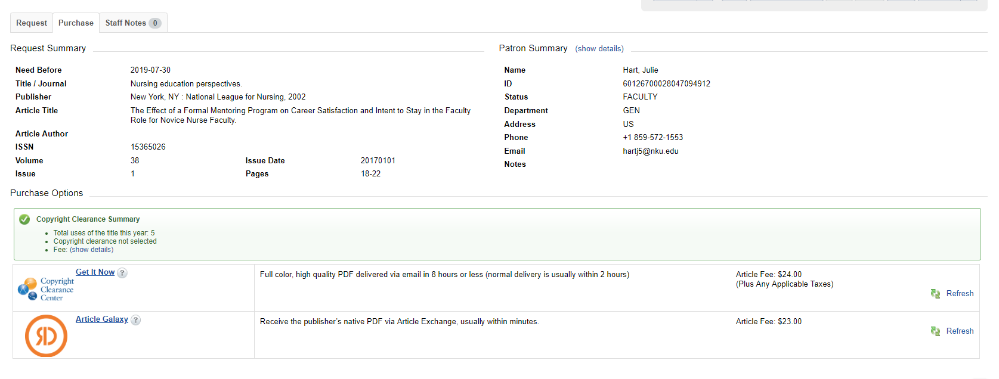 Request Purchase Staff Notes 0
Request Summary
Need Before 2019-07-30
Title / Journal Nursing education perspectives.
Publisher New York, NY : National League for Nursing, 2002
Article Title The Effect of a Formal Mentoring Program on Career Satisfaction and Intent to Stay in the Faculty
Role for Novice Nurse Faculty.
Article Author
ISSN 15365026
Volume 38 Issue Date 20170101
Issue 1 Pages 18-22
Patron Summary (show details)
Name Hart, Julie
ID 60126700028047094912
Status FACULTY
Department GEN
Address US
Phone +1 859-572-1553
Email hartj5@nku.edu
Notes
Purchase Options
Copyright Clearance Summary
• Total uses of the title this year: 5
• Copyright clearance not selected
• Fee: (show details)
Copyright
Clearance
Center
Get It Now ?
Full color, high quality PDF delivered via email in 8 hours or less (normal delivery is usually within 2 hours)
Article Fee: $24.00
(Plus Any Applicable Taxes)
Refresh
RD
Article Galaxy ?
Receive the publisher’s native PDF via Article Exchange, usually within minutes.
Article Fee: $23.00
Refresh